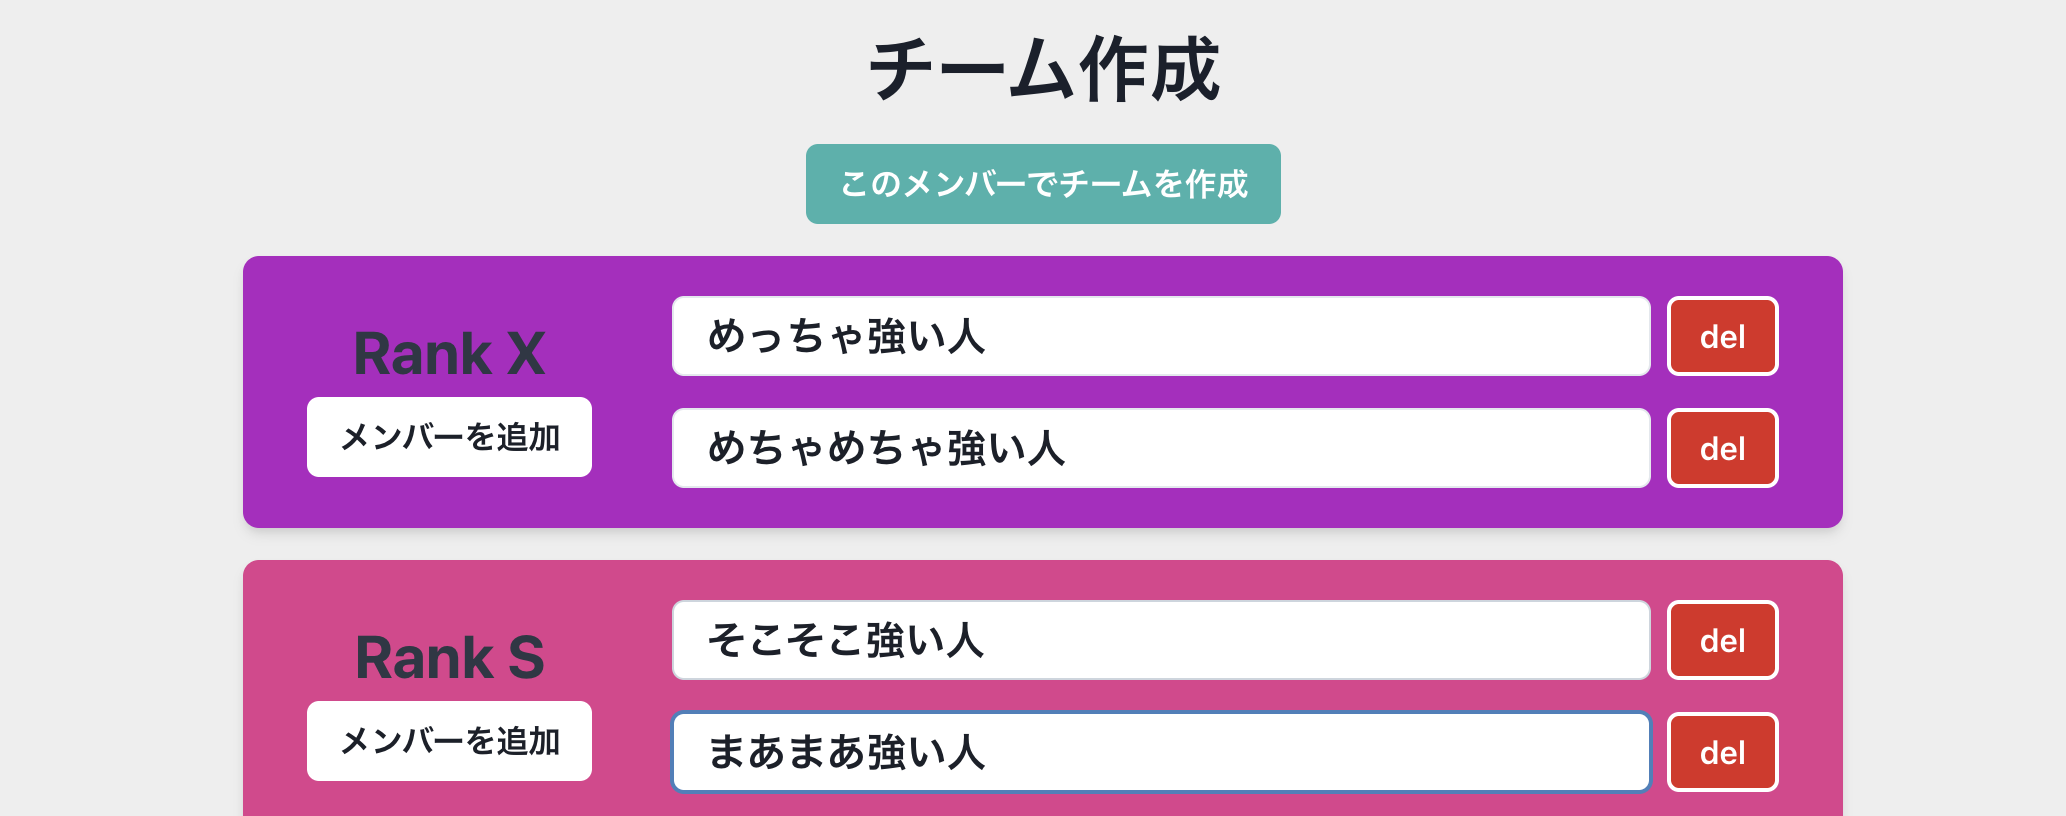 チーム作成
このメンバーでチームを作成
Rank X
メンバーを追加
めっちゃ強い人
del
めちゃめちゃ強い人
del
Rank S
メンバーを追加
そこそこ強い人
del
まあまあ強い人
del